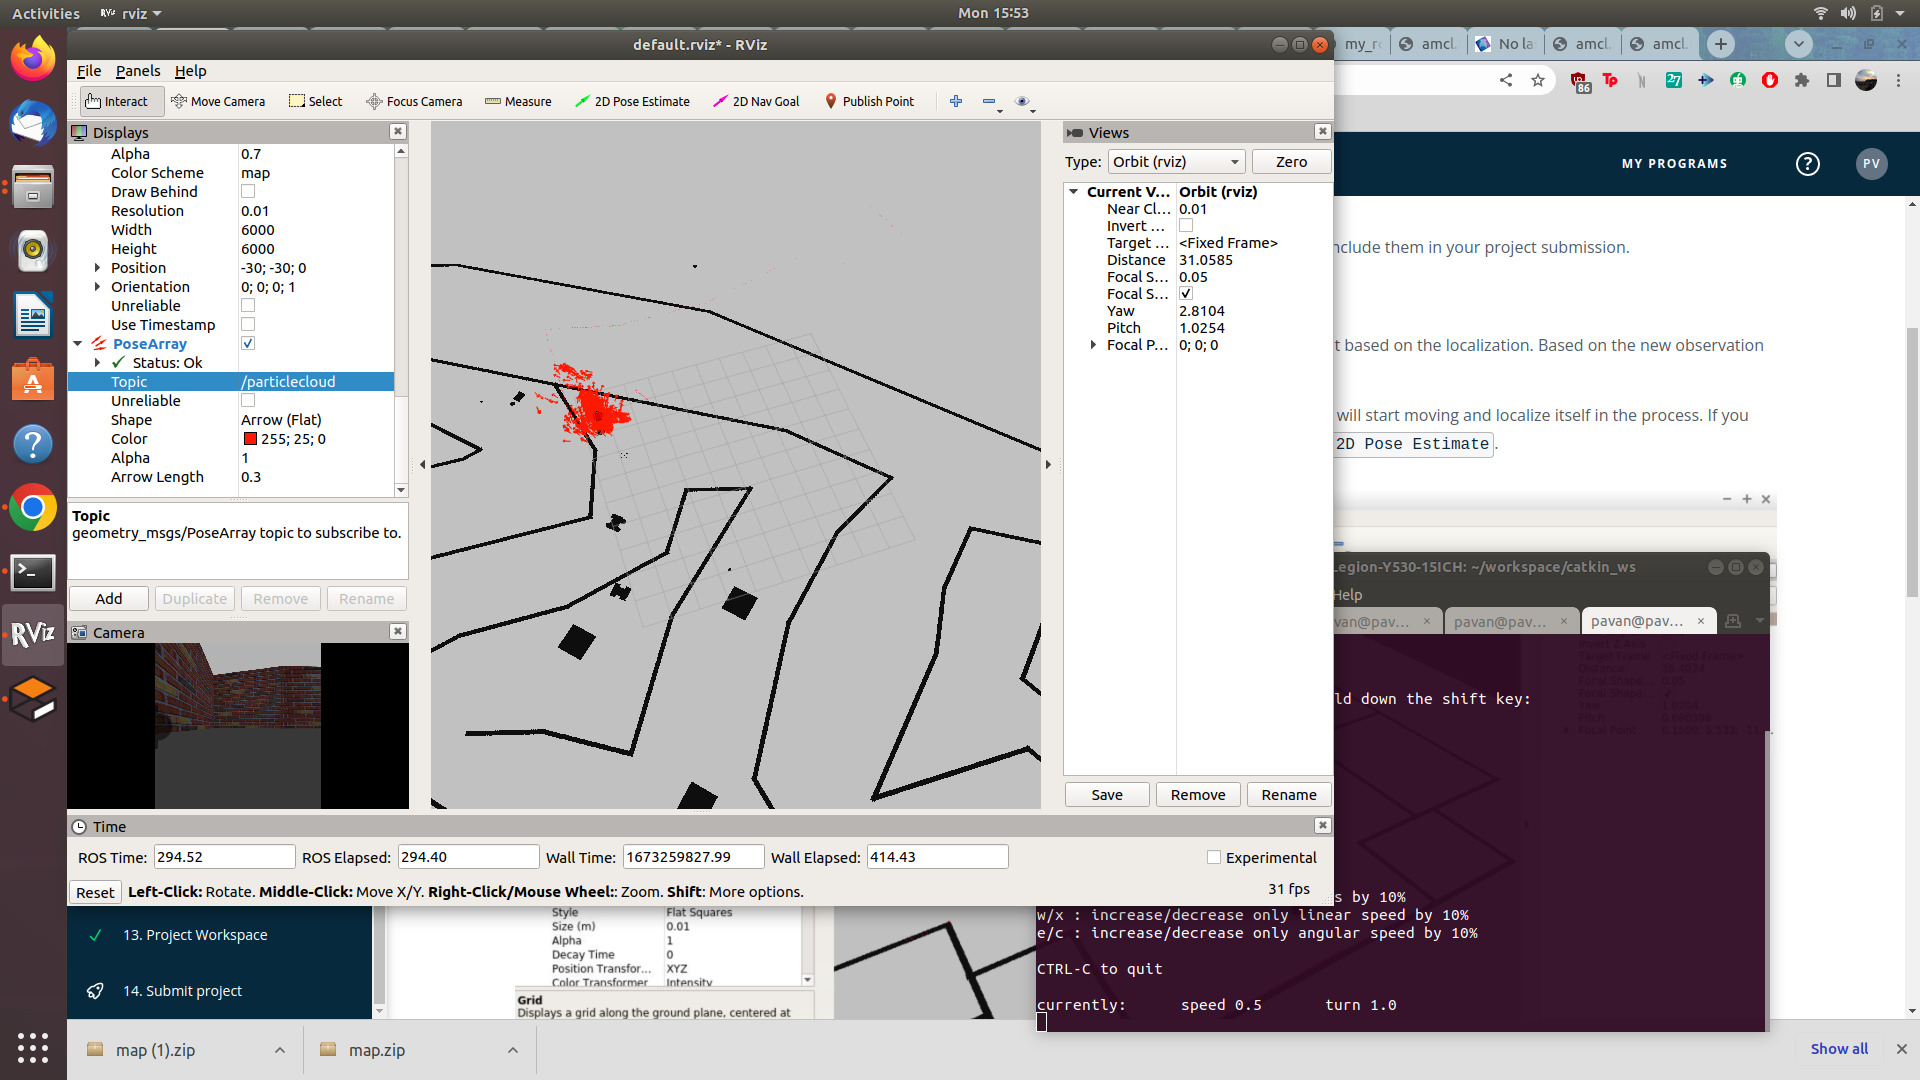 Activities
rviz
Mon 15:53
default.rviz* - RViz
my_r
amcl.
No la
amcl.
amcl.
File Panels Help
86
27
Interact Move Camera Select Focus Camera Measure 2D Pose Estimate 2D Nav Goal Publish Point
Displays
Alpha 0.7
Color Scheme map
Draw Behind
Resolution 0.01
Width 6000
Height 6000
Position -30; -30; 0
Orientation 0; 0; 0; 1
Unreliable
Use Timestamp
PoseArray
Status: Ok
Topic /particlecloud
Unreliable
Shape Arrow (Flat)
Color 255; 25; 0
Alpha 1
Arrow Length 0.3
Topic
geometry_msgs/PoseArray topic to subscribe to.
Add Duplicate Remove Rename
Camera
Views
Type: Orbit (rviz) Zero
Current V... Orbit (rviz)
Near Cl... 0.01
Invert ...
Target ... <Fixed Frame>
Distance 31.0585
Focal S... 0.05
Focal S...
Yaw 2.8104
Pitch 1.0254
Focal P... 0; 0; 0
Save Remove Rename
MY PROGRAMS
PV
nclude them in your project submission.
t based on the localization. Based on the new observation
will start moving and localize itself in the process. If you
2D Pose Estimate.
Legion-Y530-15ICH: ~/workspace/catkin_ws
Help
van@pav... × pavan@pav... × pavan@pav... ×
ld down the shift key:
Time
ROS Time: 294.52 ROS Elapsed: 294.40 Wall Time: 1673259827.99 Wall Elapsed: 414.43 Experimental
Reset Left-Click: Rotate. Middle-Click: Move X/Y. Right-Click/Mouse Wheel:: Zoom. Shift: More options. 31 fps
s by 10%
w/x : increase/decrease only linear speed by 10%
e/c : increase/decrease only angular speed by 10%
CTRL-C to quit
currently: speed 0.5 turn 1.0
13. Project Workspace
14. Submit project
Style Flat Squares
Size (m) 0.01
Alpha 1
Decay Time 0
Position Transfor... XYZ
Color Transformer Intensity
Grid
Displays a grid along the ground plane, centered at
map (1).zip
map.zip
Show all
RViz